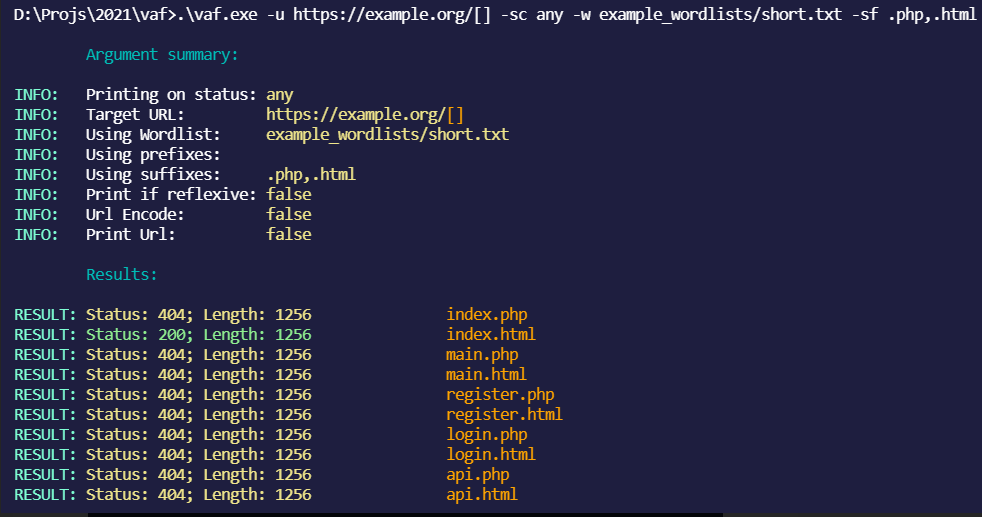 D:\Projs\2021\vaf>.\vaf.exe -u https://example.org/[] -sc any -w example_wordlists/short.txt -sf .php,.html
Argument summary:
INFO: Printing on status: any
INFO: Target URL: https://example.org/[]
INFO: Using Wordlist: example_wordlists/short.txt
INFO: Using prefixes:
INFO: Using suffixes: .php,.html
INFO: Print if reflexive: false
INFO: Url Encode: false
INFO: Print Url: false
Results:
RESULT: Status: 404; Length: 1256 index.php
RESULT: Status: 200; Length: 1256 index.html
RESULT: Status: 404; Length: 1256 main.php
RESULT: Status: 404; Length: 1256 main.html
RESULT: Status: 404; Length: 1256 register.php
RESULT: Status: 404; Length: 1256 register.html
RESULT: Status: 404; Length: 1256 login.php
RESULT: Status: 404; Length: 1256 login.html
RESULT: Status: 404; Length: 1256 api.php
RESULT: Status: 404; Length: 1256 api.html